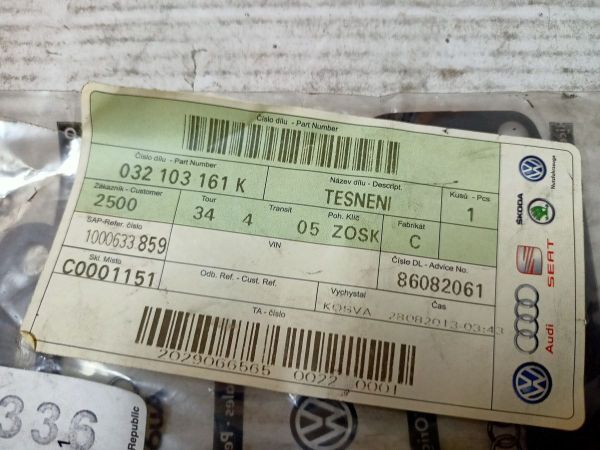 Číslo dílu - Part Number
Číslo dílu - Part Number
032 103 161 K
Název dílu - Descript.
TESNENI
Kusů - Pcs
1
Zákazník - Customer
2500
Tour
34
4
Transit
05
Poh. Klíč
ZOSK
Fabrikát
C
SAP-Refer. číslo
1000633 859
VIN
Číslo DL - Advice No.
86082061
Skl. Místo
C0001151
Odb. Ref. - Cust. Ref.
Vychystal
KOSVA
Čas
28082013-03:43
TA - číslo
2029066565 0022 0001
Nutzfahrzeuge
ŠKODA
SEAT
Audi
336
1
Republic